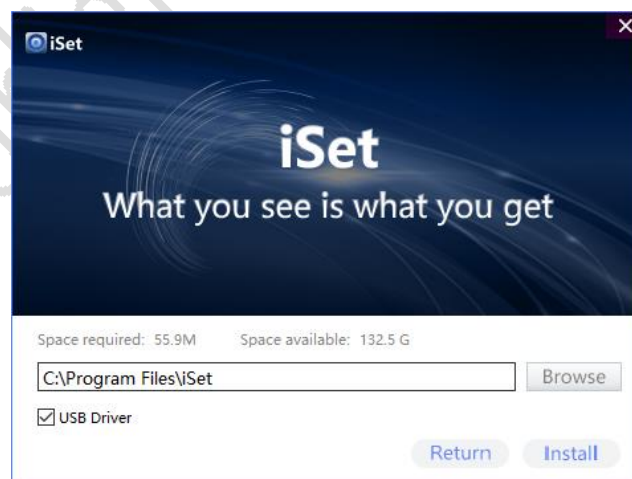 iSet
iSet
What you see is what you get
Space required: 55.9M Space available: 132.5 G
C:\Program Files\iSet Browse
USB Driver
Return Install